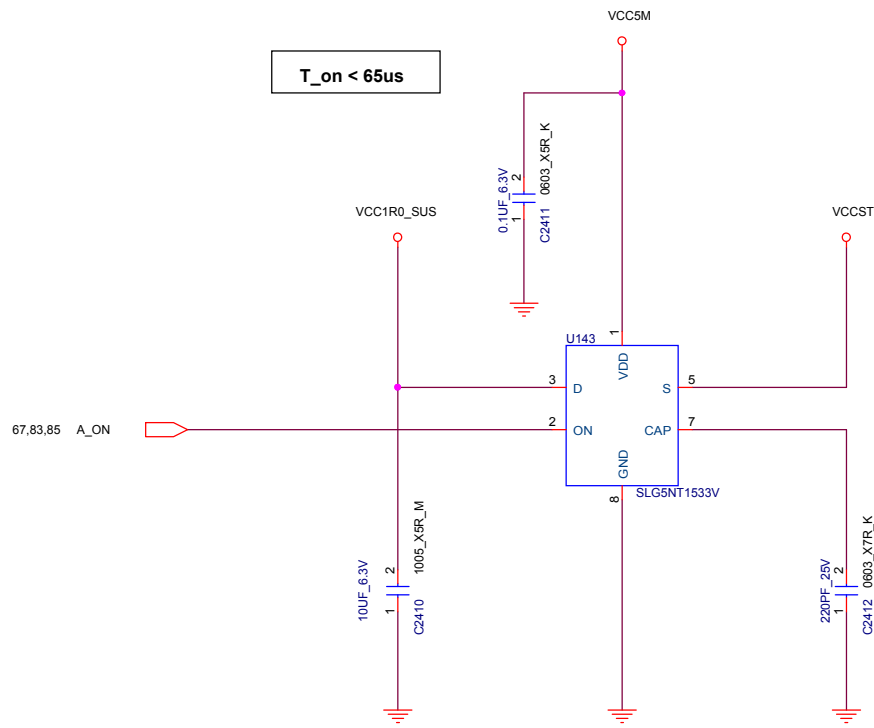 VCC5M
T_on < 65us
0.1UF_6.3V
2
1
0603_X5R_K
C2411
VCC1R0_SUS
VCCST
U143
1
VDD
3
D
S
5
67,83,85
A_ON
2
ON
CAP
7
GND
8
SLG5NT1533V
10UF_6.3V
2
1
1005_X5R_M
C2410
220PF_25V
2
1
0603_X7R_K
C2412